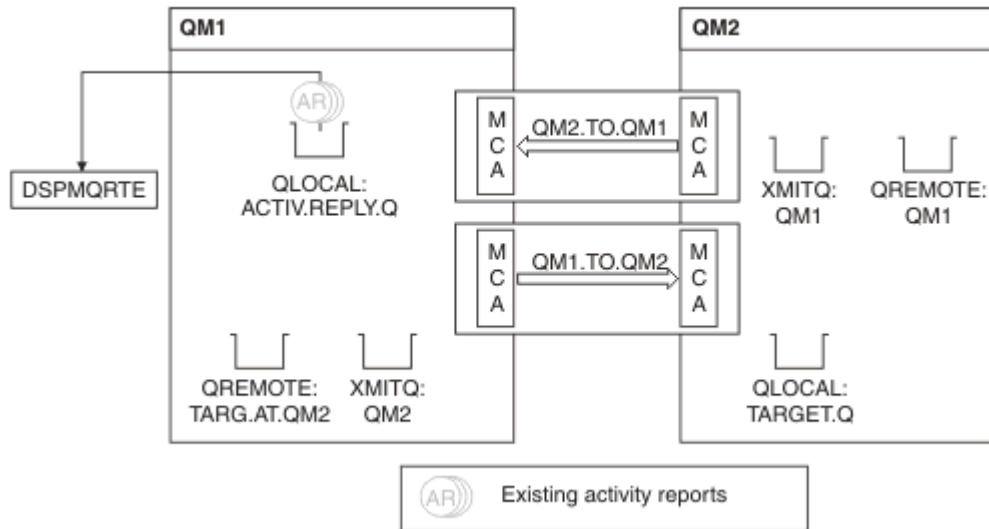 QM1
QM2
AR
DSPMQRTE
QLOCAL:
ACTIV.REPLY.Q
M
C
A
QM2.TO.QM1
M
C
A
XMITQ:
QM1
QREMOTE:
QM1
M
C
A
QM1.TO.QM2
M
C
A
QREMOTE:
TARG.AT.QM2
XMITQ:
QM2
QLOCAL:
TARGET.Q
AR
Existing activity reports